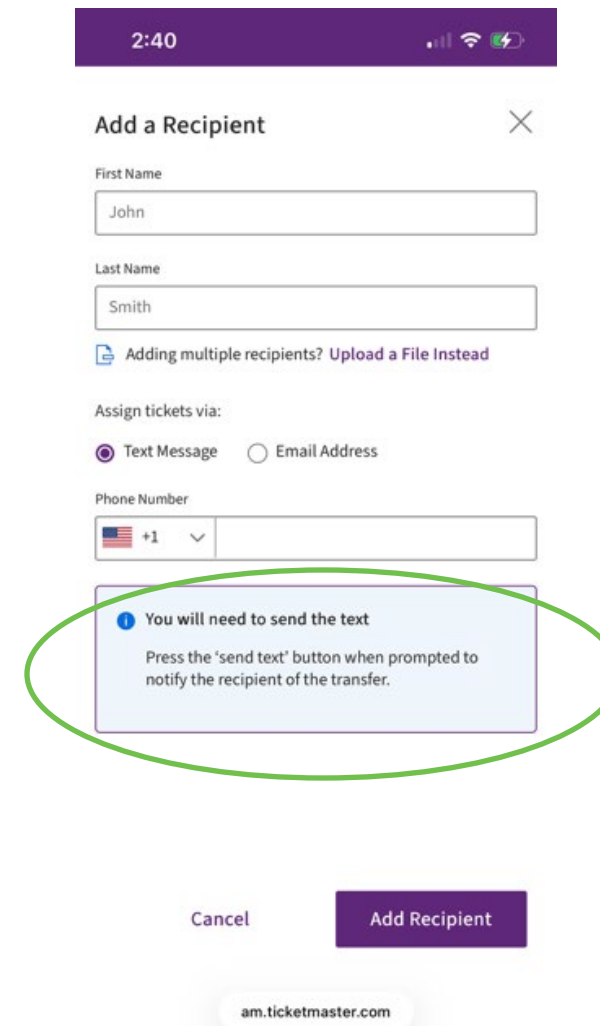 2:40
Add a Recipient
First Name
John
Last Name
Smith
Adding multiple recipients? Upload a File Instead
Assign tickets via:
Text Message Email Address
Phone Number
+1
You will need to send the text
Press the ‘send text’ button when prompted to
notify the recipient of the transfer.
Cancel Add Recipient
am.ticketmaster.com